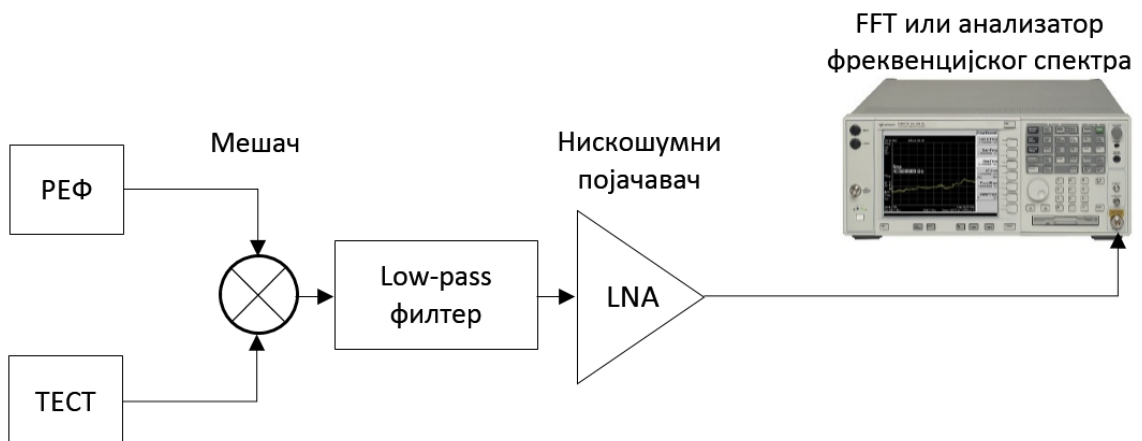 FFT или анализатор
фреквенцијског спектра
Мешач
Нискошумни
појачавач
РЕФ
Low-pass
филтер
LNA
ТЕСТ